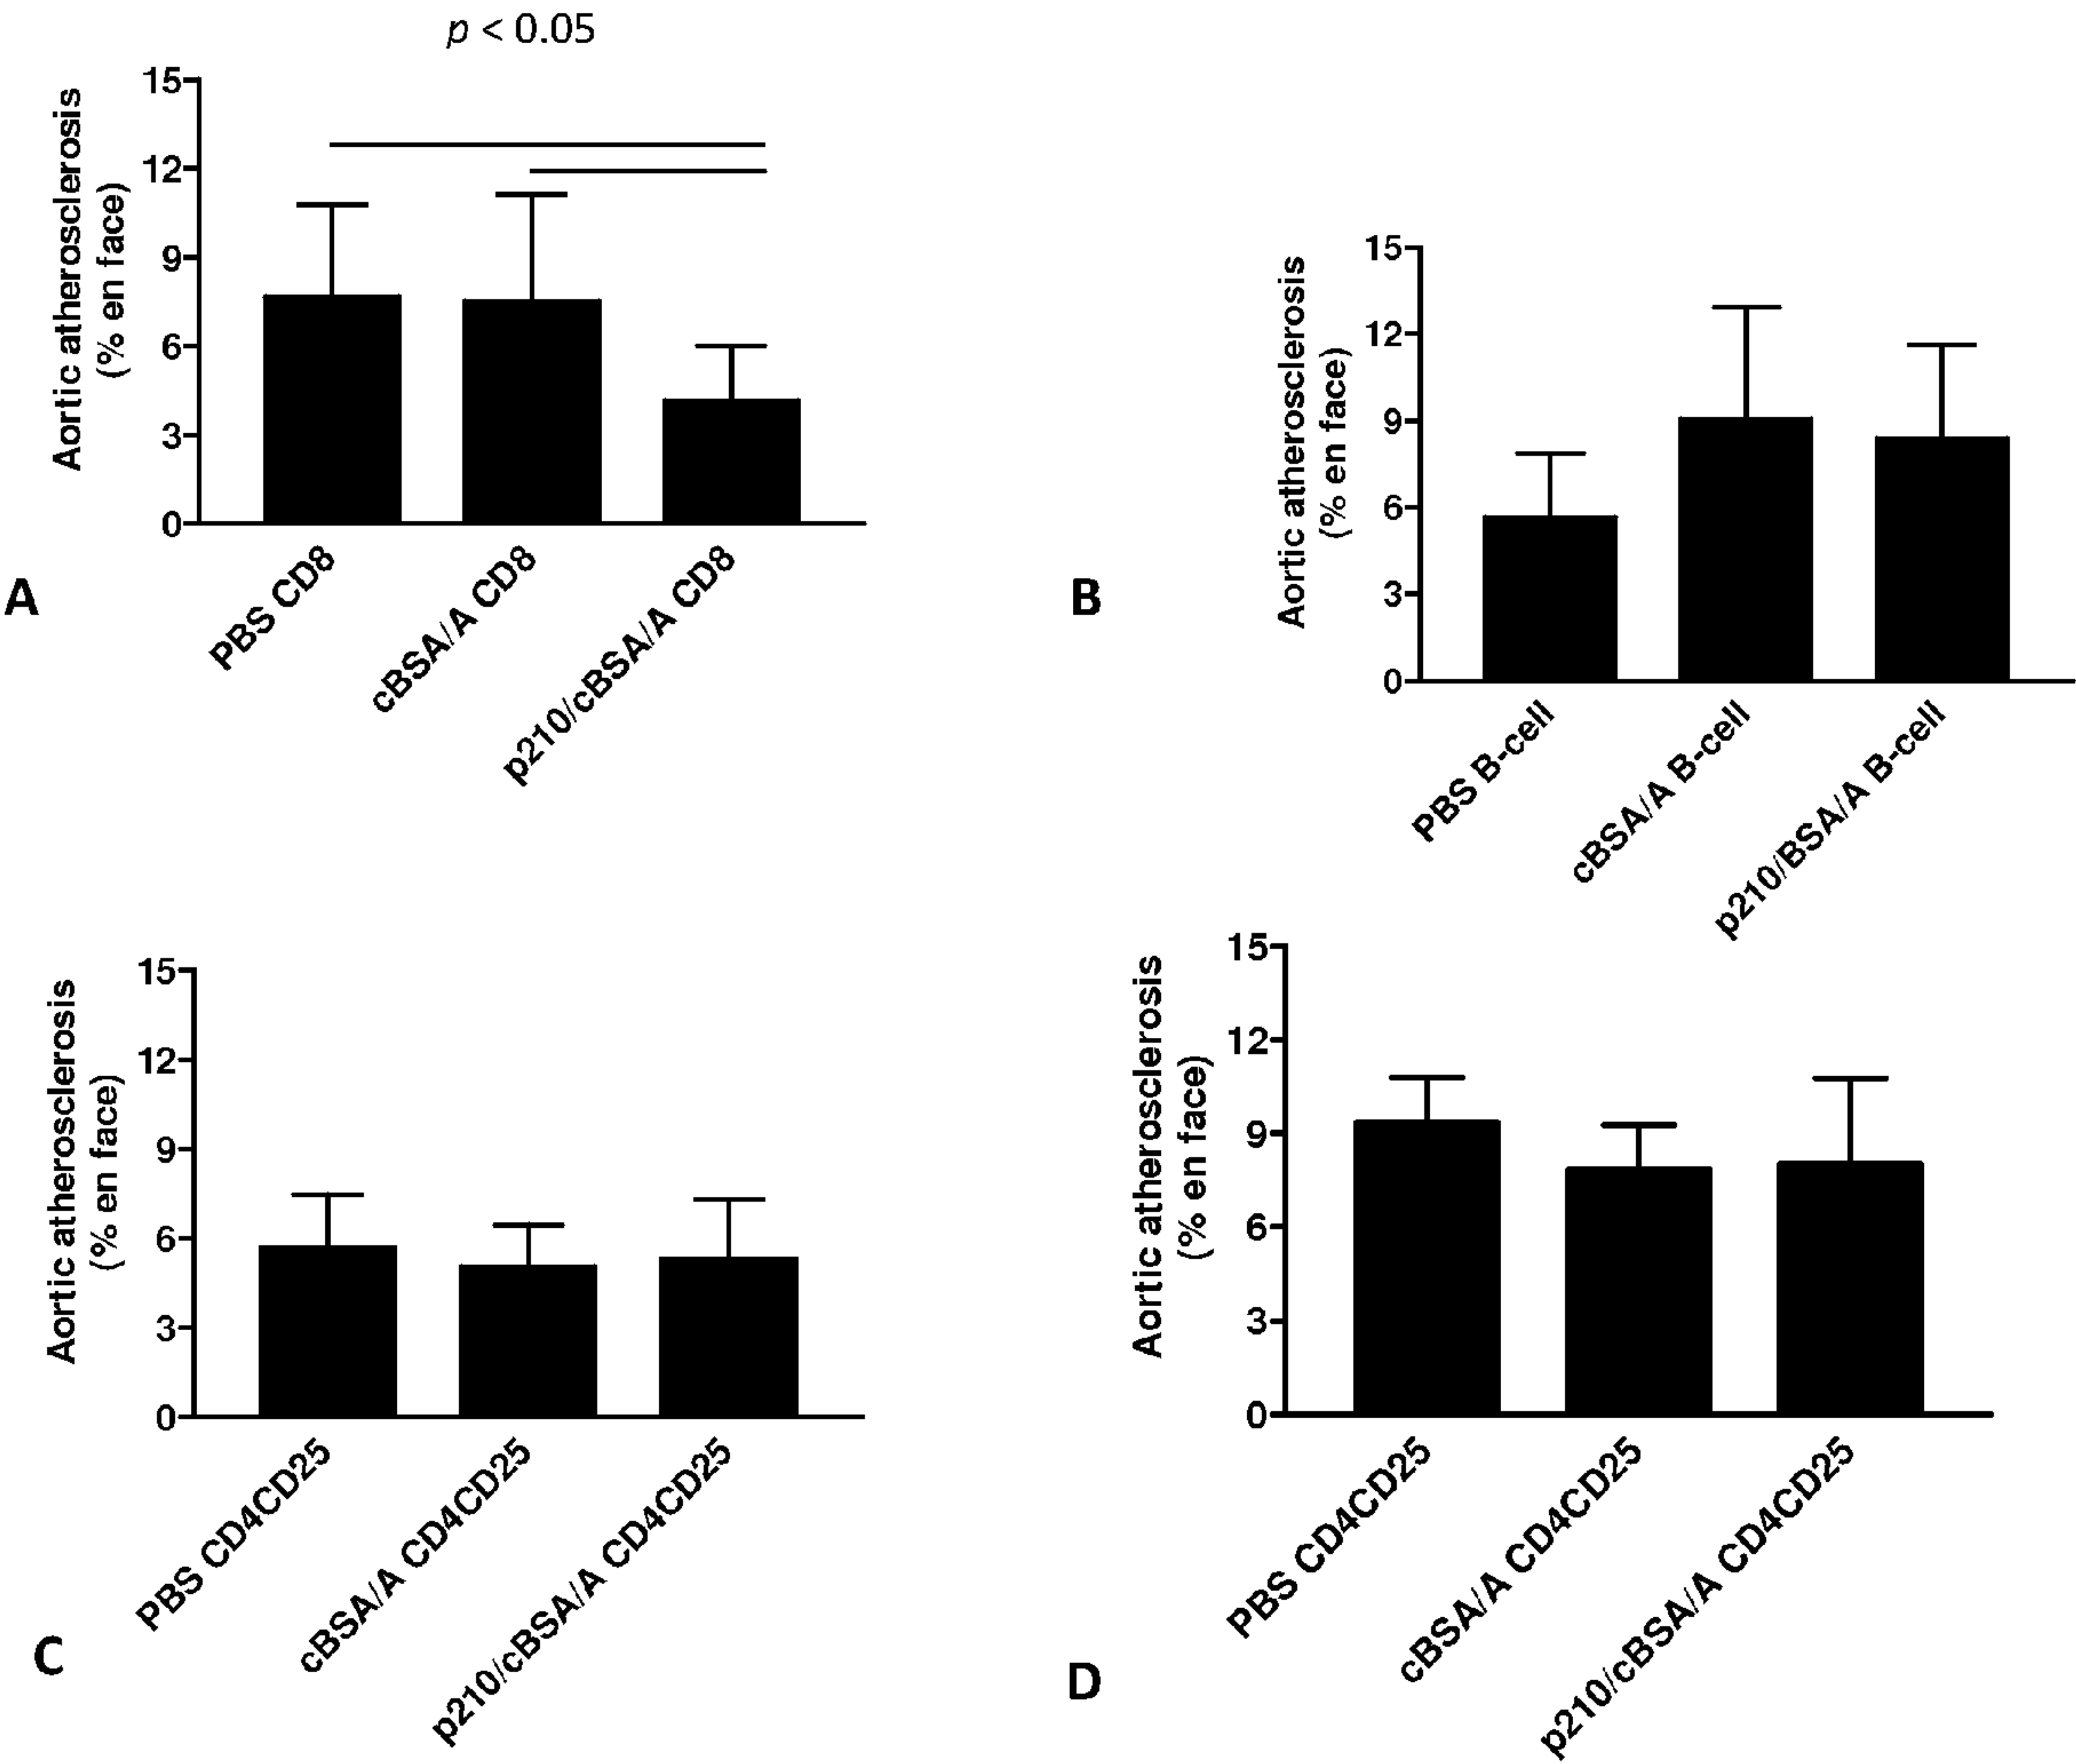 p < 0.05
Aortic atherosclerosis
(% en face)
15
12
9
6
3
0
PBS CD8
cBSA/A CD8
p210/cBSA/A CD8
A
Aortic atherosclerosis
(% en face)
15
12
9
6
3
0
PBS B-cell
cBSA/A B-cell
p210/BSA/A B-cell
B
Aortic atherosclerosis
(% en face)
15
12
9
6
3
0
PBS CD4CD25
cBSA/A CD4CD25
p210/cBSA/A CD4CD25
C
Aortic atherosclerosis
(% en face)
15
12
9
6
3
0
PBS CD4CD25
cBSA/A CD4CD25
p210/cBSA/A CD4CD25
D